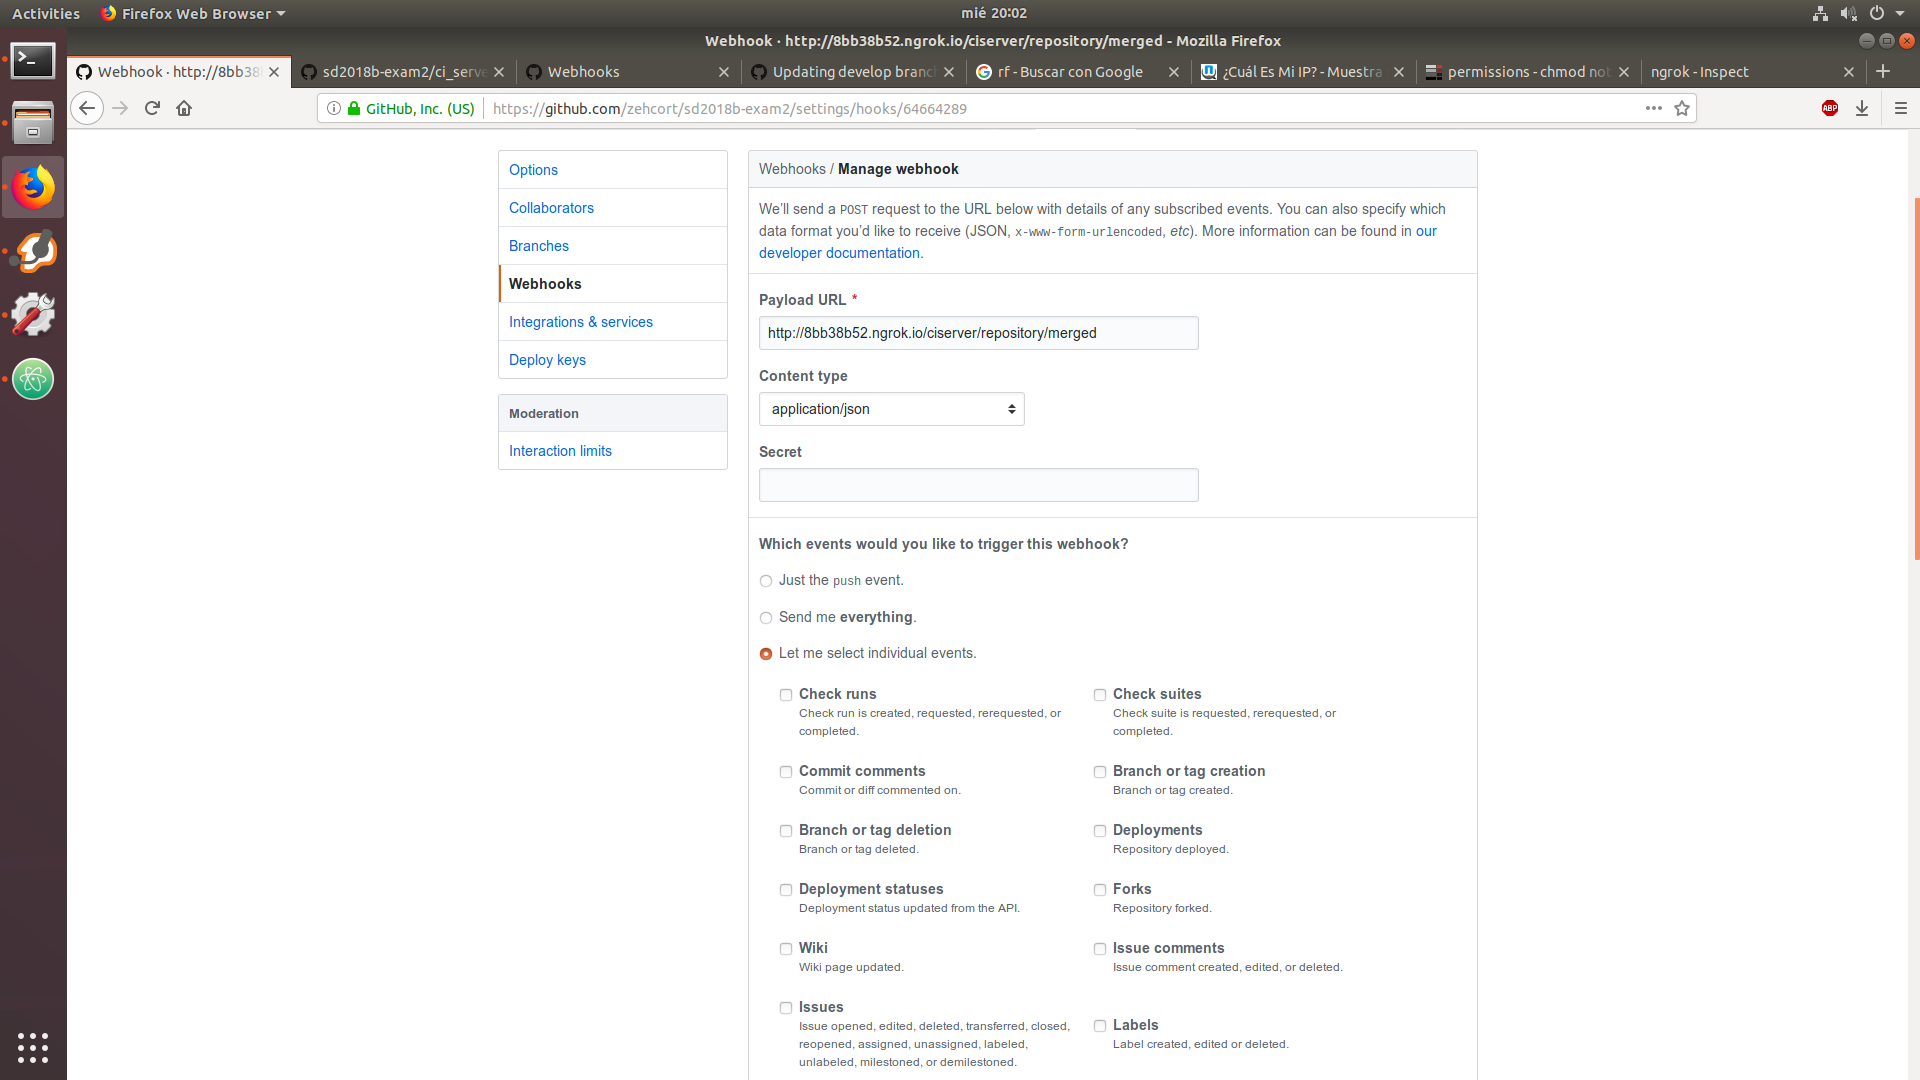 Activities
Firefox Web Browser
mié 20:02
Webhook · http://8bb38b52.ngrok.io/ciserver/repository/merged - Mozilla Firefox
Webhook · http://8bb38
sd2018b-exam2/ci_serve
Webhooks
Updating develop branch
rf - Buscar con Google
¿Cuál Es Mi IP? - Muestra
permissions - chmod not
ngrok - Inspect
GitHub, Inc. (US)
https://github.com/zehcort/sd2018b-exam2/settings/hooks/64664289
ABP
Options
Collaborators
Branches
Webhooks
Integrations & services
Deploy keys
Moderation
Interaction limits
Webhooks / Manage webhook
We’ll send a POST request to the URL below with details of any subscribed events. You can also specify which
data format you’d like to receive (JSON, x-www-form-urlencoded, etc). More information can be found in our
developer documentation.
Payload URL *
http://8bb38b52.ngrok.io/ciserver/repository/merged
Content type
application/json
Secret
Which events would you like to trigger this webhook?
Just the push event.
Send me everything.
Let me select individual events.
Check runs
Check run is created, requested, rerequested, or
completed.
Check suites
Check suite is requested, rerequested, or
completed.
Commit comments
Commit or diff commented on.
Branch or tag creation
Branch or tag created.
Branch or tag deletion
Branch or tag deleted.
Deployments
Repository deployed.
Deployment statuses
Deployment status updated from the API.
Forks
Repository forked.
Wiki
Wiki page updated.
Issue comments
Issue comment created, edited, or deleted.
Issues
Issue opened, edited, deleted, transferred, closed,
reopened, assigned, unassigned, labeled,
unlabeled, milestoned, or demilestoned.
Labels
Label created, edited or deleted.